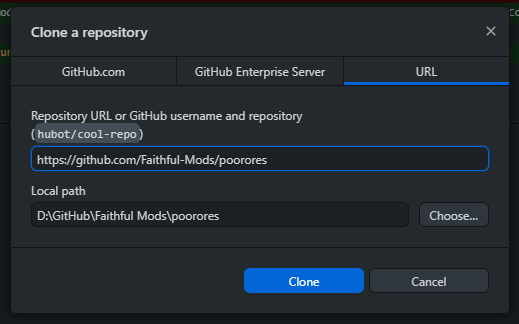 Clone a repository
GitHub.com
GitHub Enterprise Server
URL
Repository URL or GitHub username and repository
(hubot/cool-repo)
https://github.com/Faithful-Mods/poorores
Local path
D:\GitHub\Faithful Mods\poorores
Choose...
Clone
Cancel